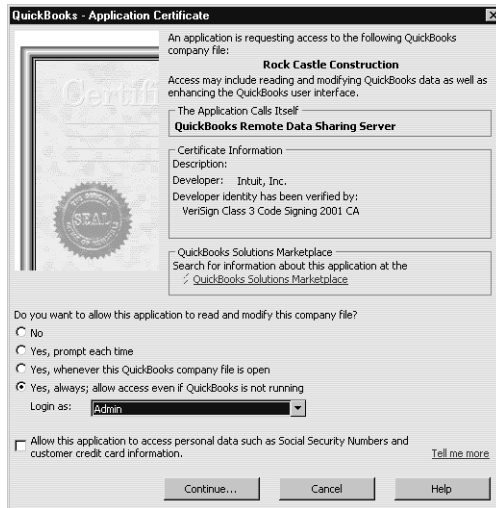 QuickBooks - Application Certificate
An application is requesting access to the following QuickBooks
company file:
Rock Castle Construction
Access may include reading and modifying QuickBooks data as well as
enhancing the QuickBooks user interface.
The Application Calls Itself
QuickBooks Remote Data Sharing Server
Certificate Information
Description:
Developer: Intuit, Inc.
Developer identity has been verified by:
VeriSign Class 3 Code Signing 2001 CA
QuickBooks Solutions Marketplace
Search for information about this application at the
QuickBooks Solutions Marketplace
Certifi
SEAL
Do you want to allow this application to read and modify this company file?
No
Yes, prompt each time
Yes, whenever this QuickBooks company file is open
Yes, always; allow access even if QuickBooks is not running
Login as: Admin
Allow this application to access personal data such as Social Security Numbers and
customer credit card information.
Tell me more
Continue...
Cancel
Help